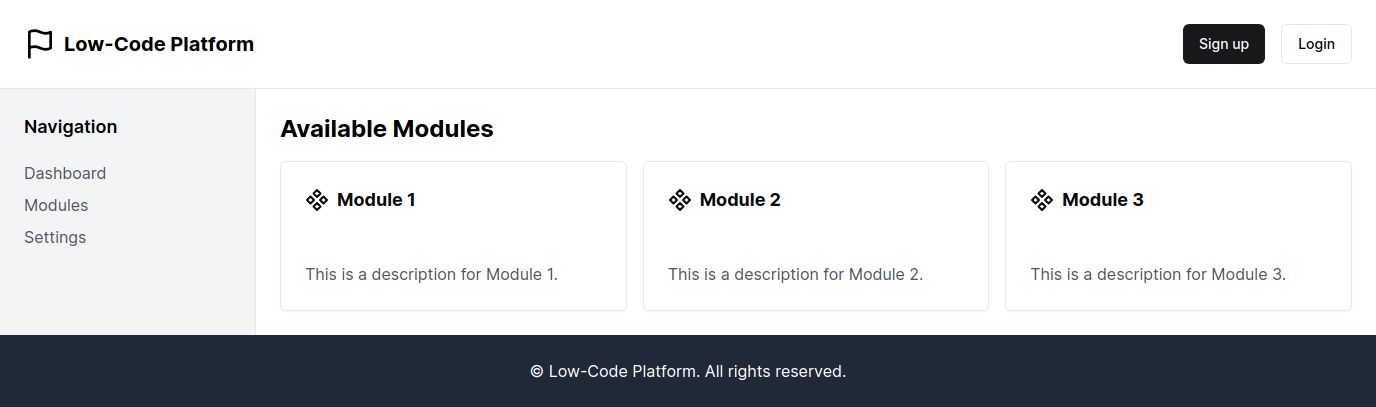 Low-Code Platform
Sign up
Login
Navigation
Dashboard
Modules
Settings
Available Modules
Module 1
This is a description for Module 1.
Module 2
This is a description for Module 2.
Module 3
This is a description for Module 3.
© Low-Code Platform. All rights reserved.